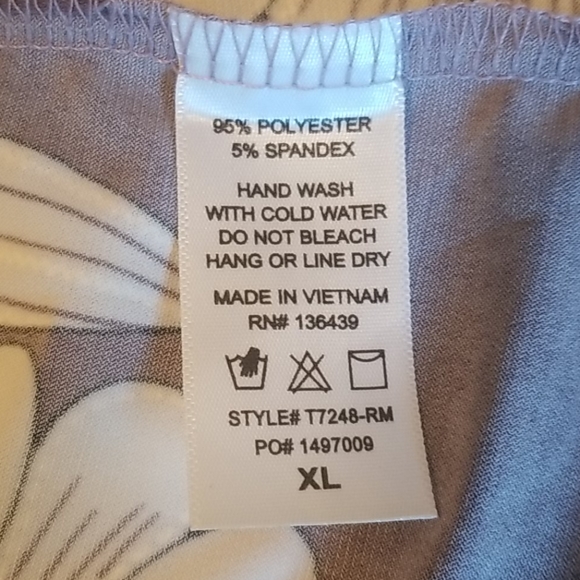 95% POLYESTER
5% SPANDEX
HAND WASH
WITH COLD WATER
DO NOT BLEACH
HANG OR LINE DRY
MADE IN VIETNAM
RN# 136439
STYLE# T7248-RM
PO# 1497009
XL